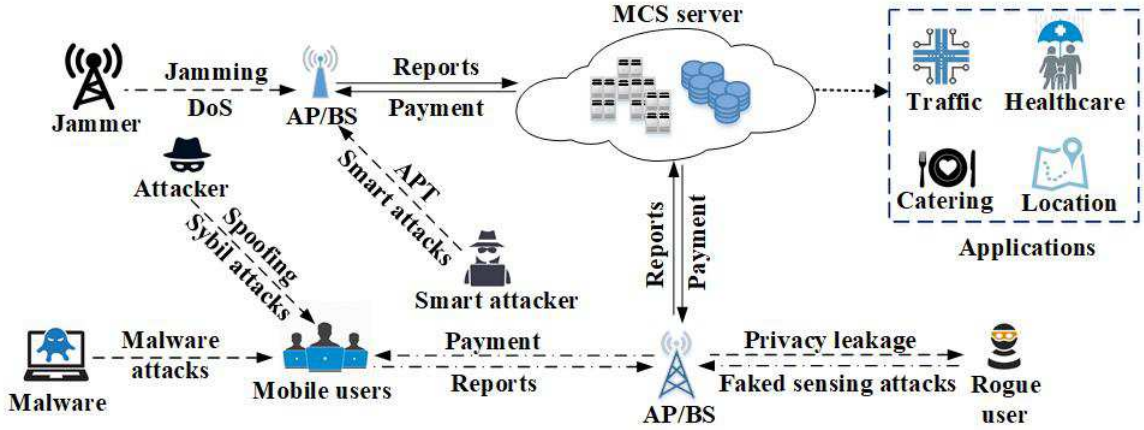 MCS server
Jamming
DoS
Jammer
AP/BS
Reports
Payment
Traffic
Healthcare
Catering
Location
Applications
Attacker
APT
Smart attacks
Spoofing
Sybil attacks
Smart attacker
Reports
Payment
Malware
attacks
Malware
Mobile users
Payment
Reports
AP/BS
Privacy leakage
Faked sensing attacks
Rogue
user